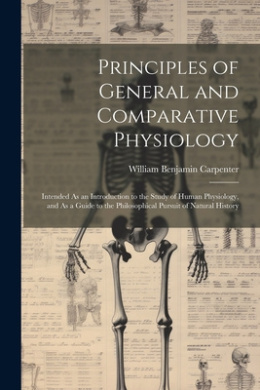 Principles of
General and
Comparative
Physiology
William Benjamin Carpenter
Intended As an Introduction to the Study of Human Physiology,
and As a Guide to the Philosophical Pursuit of Natural History